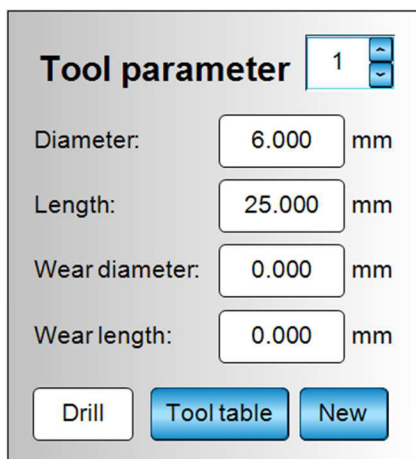 Tool parameter 1
Diameter: 6.000 mm
Length: 25.000 mm
Wear diameter: 0.000 mm
Wear length: 0.000 mm
Drill Tool table New